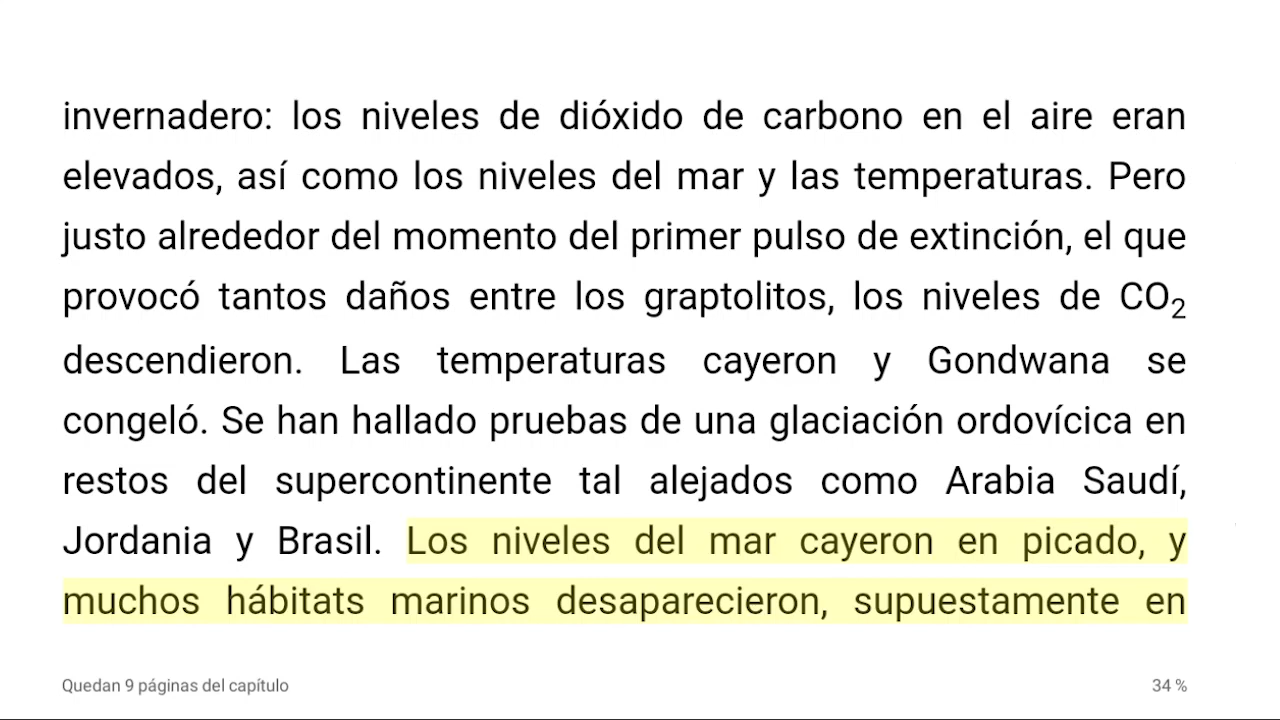 invernadero: los niveles de dióxido de carbono en el aire eran
elevados, así como los niveles del mar y las temperaturas. Pero
justo alrededor del momento del primer pulso de extinción, el que
provocó tantos daños entre los graptolitos, los niveles de CO₂
descendieron. Las temperaturas cayeron y Gondwana se
congeló. Se han hallado pruebas de una glaciación ordovícica en
restos del supercontinente tal alejados como Arabia Saudí,
Jordania y Brasil. Los niveles del mar cayeron en picado, y
muchos hábitats marinos desaparecieron, supuestamente en
Quedan 9 páginas del capítulo
34 %